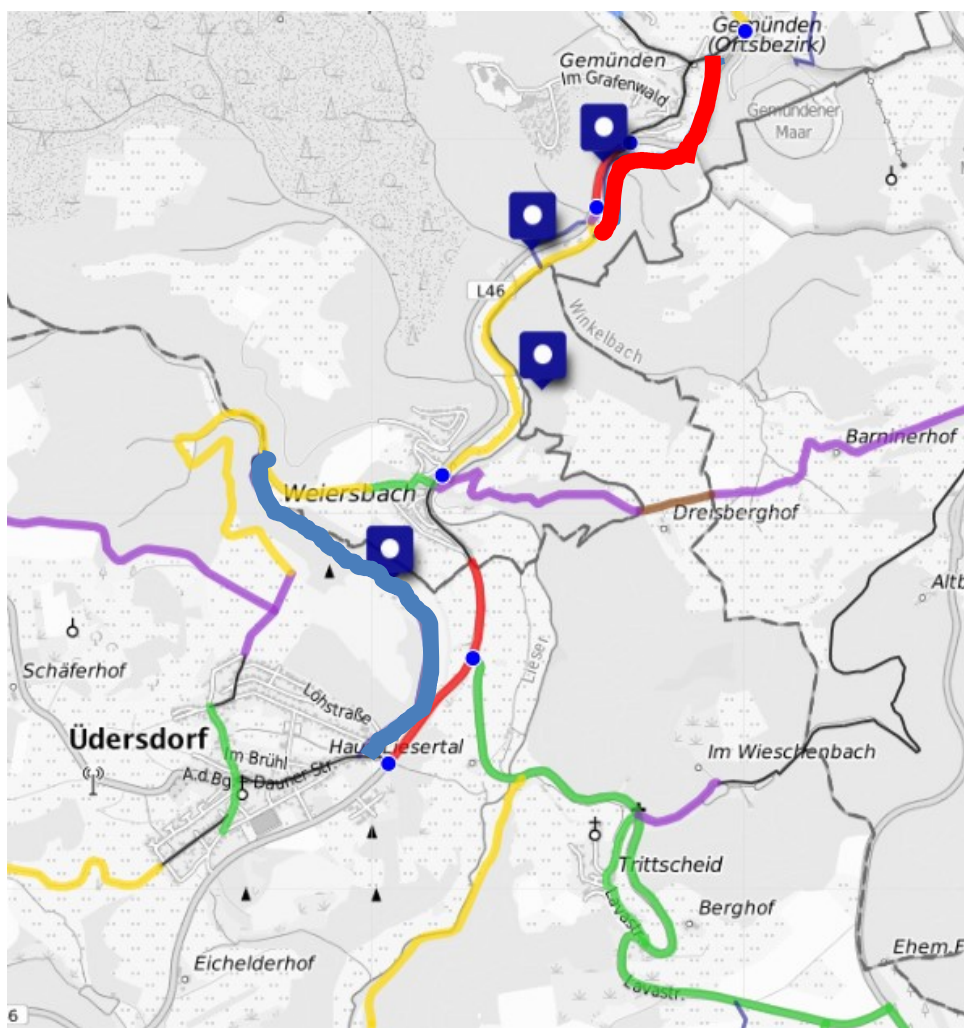 Gemünden
(Ortsbezirk)
Gemünden
Im Grafenwald
Gemündener
Maar
L46
Winkelbach
Barninerhof
Weiersbach
Dreisberghof
Altb
Lieser
Schäferhof
Löhstraße
Üdersdorf
Haus Liesertal
Im Brühl
A.d.Bg.
Dauner Str.
Im Wieschenbach
Trittscheid
Lavastr.
Berghof
Ehem.F
Eichelderhof
Lavastr.
6